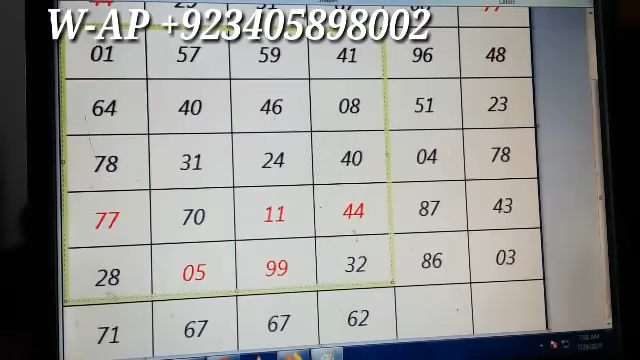 W-AP +923405898002
01 57 59 41 96 48
64 40 46 08 51 23
78 31 24 40 04 78
77 70 11 44 87 43
28 05 99 32 86 03
71 67 67 62